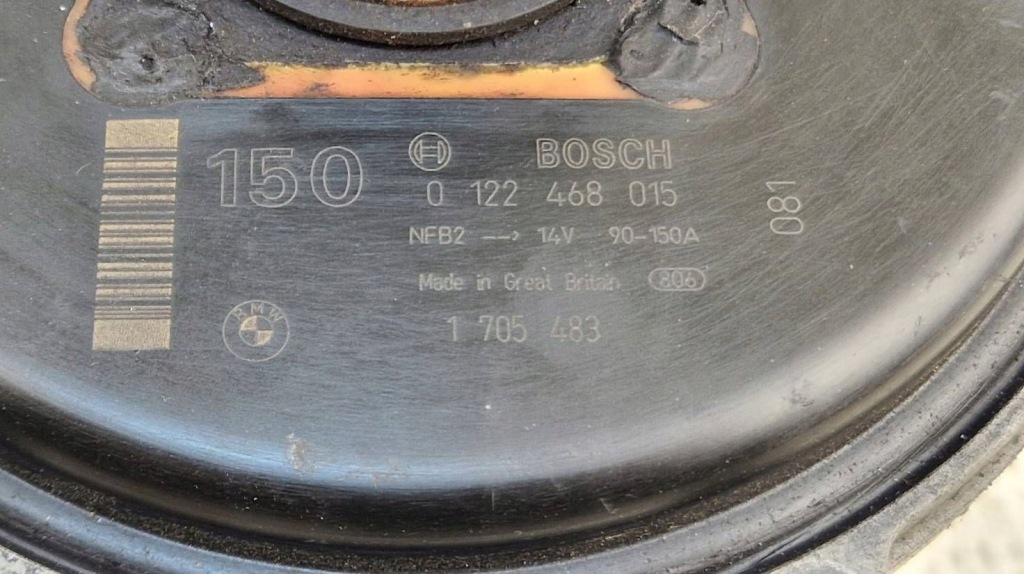 150
BOSCH
0 122 468 015
NFB2 --> 14V 90-150A
Made in Great Britain 806
BMW
1 705 483
081